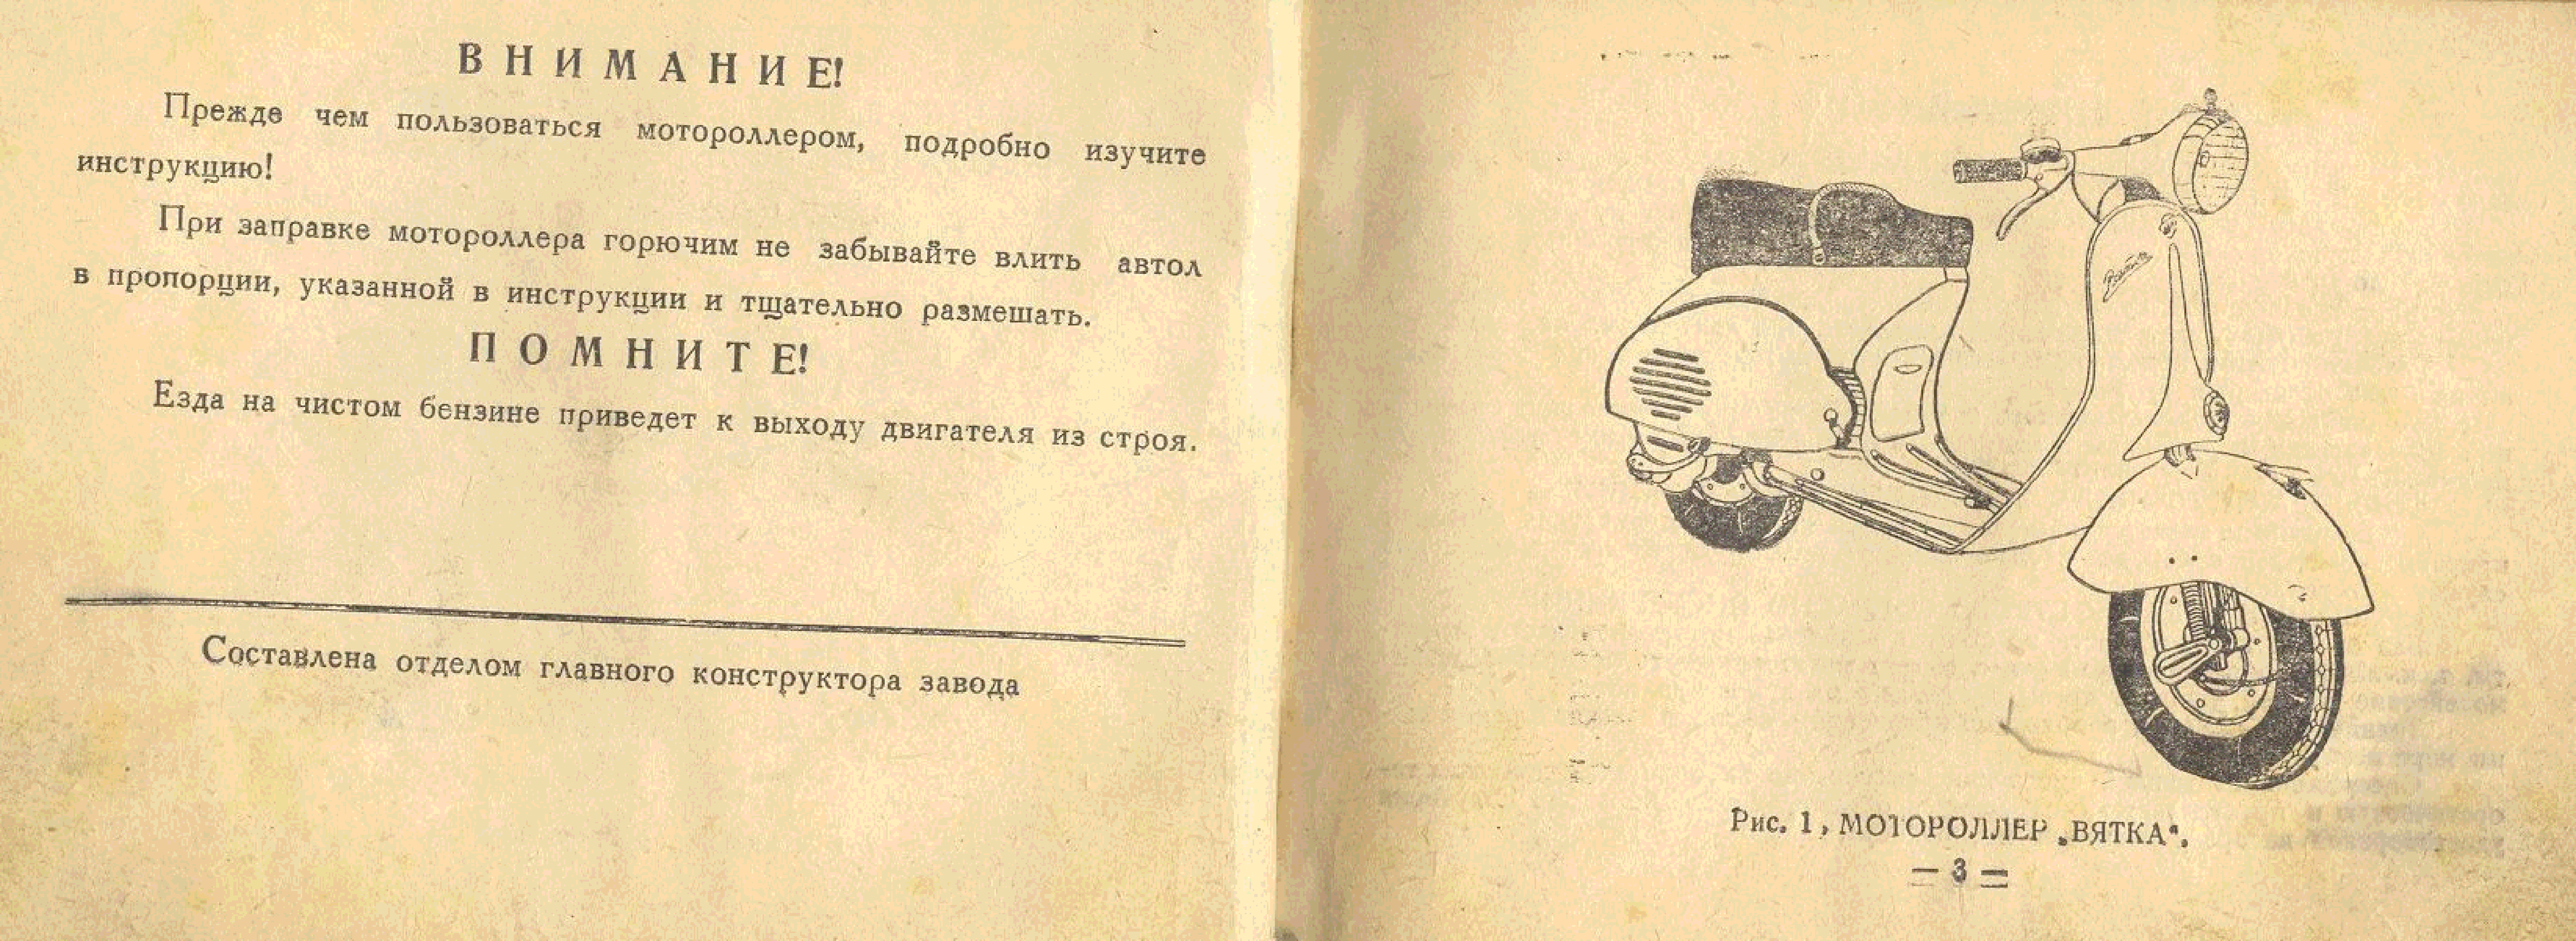 ВНИМАНИЕ!
Прежде чем пользоваться мотороллером, подробно изучите
инструкцию!
При заправке мотороллера горючим не забывайте влить автол
в пропорции, указанной в инструкции и тщательно размешать.
ПОМНИТЕ!
Езда на чистом бензине приведет к выходу двигателя из строя.
Составлена отделом главного конструктора завода
Вятка
Рис. 1, МОТОРОЛЛЕР „ВЯТКА“.
— 3 —